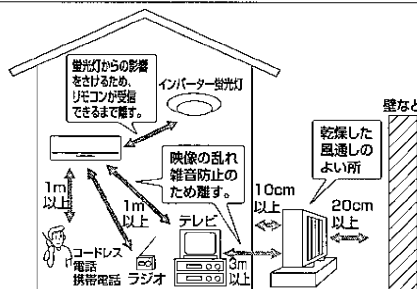 蛍光灯からの影響
をさけるため、
リモコンが受信
できるまで離す。
インバーター蛍光灯
壁など
乾燥した
風通しの
よい所
映像の乱れ
雑音防止の
ため離す。
1m
以上
1m
以上
テレビ
10cm
以上
20cm
以上
3m
以上
コードレス
電話
携帯電話
ラジオ